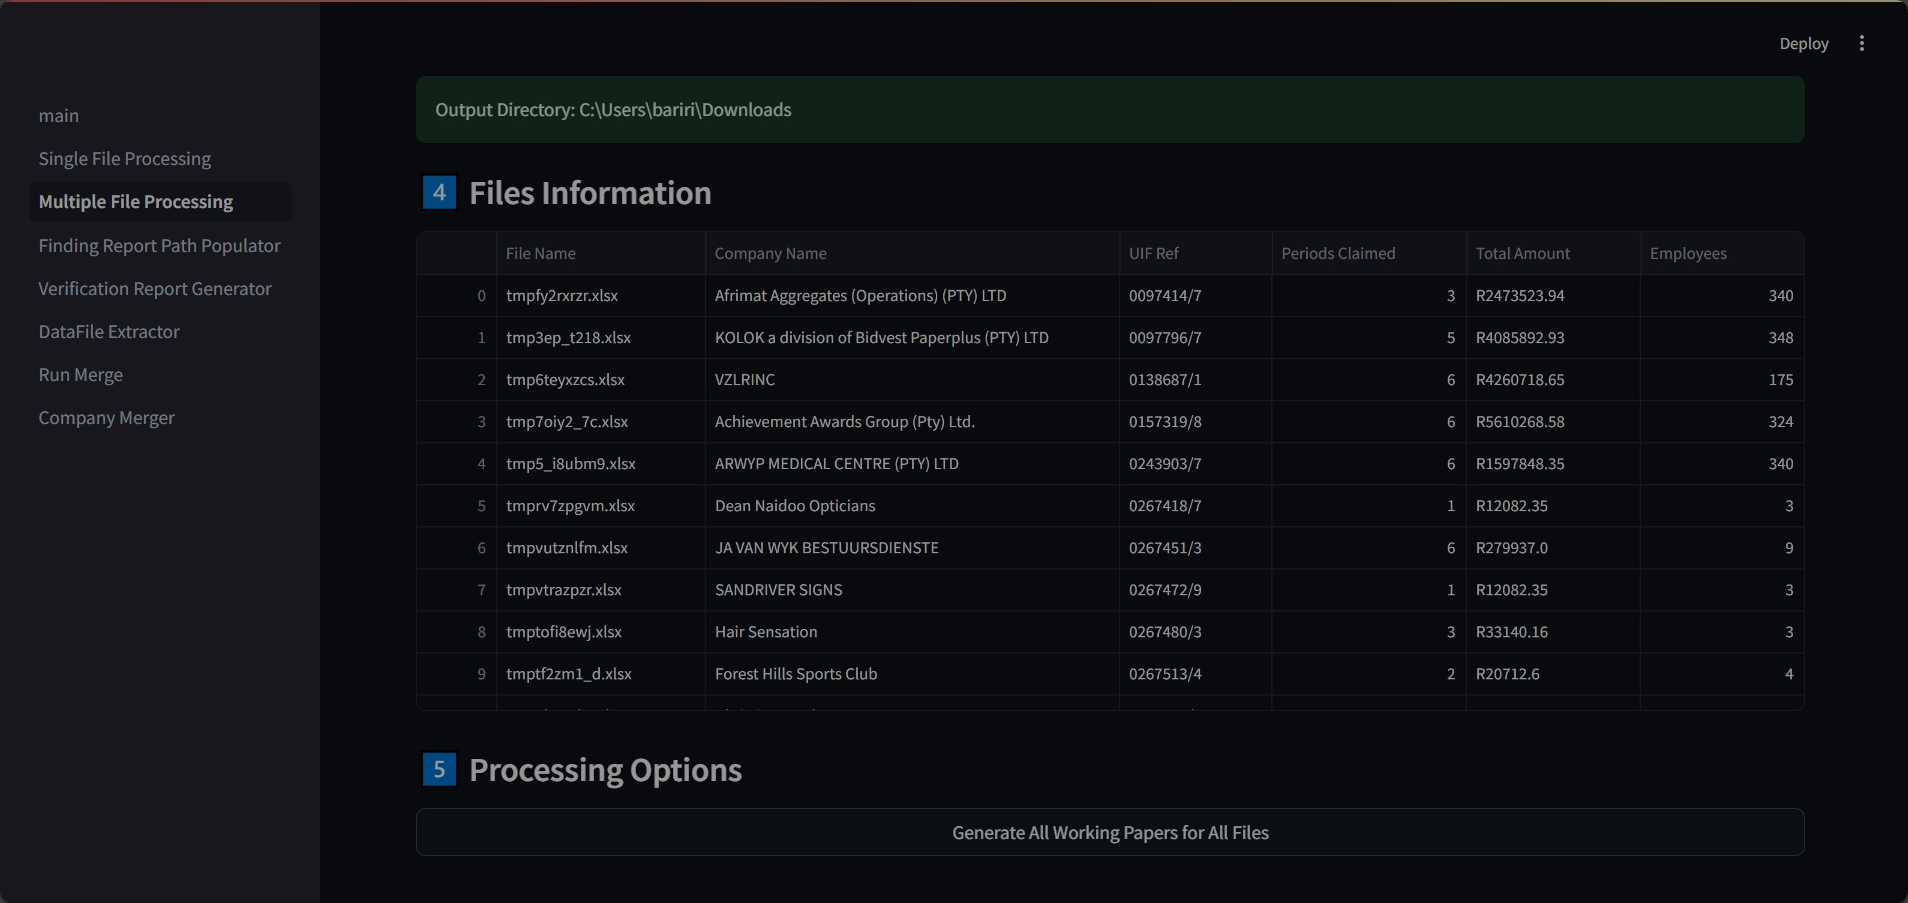 Deploy
main
Single File Processing
Multiple File Processing
Finding Report Path Populator
Verification Report Generator
DataFile Extractor
Run Merge
Company Merger
Output Directory: C:\Users\bariri\Downloads
4 Files Information
File Name Company Name UIF Ref Periods Claimed Total Amount Employees
0 tmpfy2rxrzr.xlsx Afrimat Aggregates (Operations) (PTY) LTD 0097414/7 3 R2473523.94 340
1 tmp3ep_t218.xlsx KOLOK a division of Bidvest Paperplus (PTY) LTD 0097796/7 5 R4085892.93 348
2 tmp6teyxzcs.xlsx VZLRINC 0138687/1 6 R4260718.65 175
3 tmp7oiy2_7c.xlsx Achievement Awards Group (Pty) Ltd. 0157319/8 6 R5610268.58 324
4 tmp5_i8ubm9.xlsx ARWYP MEDICAL CENTRE (PTY) LTD 0243903/7 6 R1597848.35 340
5 tmprv7zpgvm.xlsx Dean Naidoo Opticians 0267418/7 1 R12082.35 3
6 tmpvutznlfm.xlsx JA VAN WYK BESTUURSDIENSTE 0267451/3 6 R279937.0 9
7 tmpvtrazpzr.xlsx SANDRIVER SIGNS 0267472/9 1 R12082.35 3
8 tmptofi8ewj.xlsx Hair Sensation 0267480/3 3 R33140.16 3
9 tmptf2zm1_d.xlsx Forest Hills Sports Club 0267513/4 2 R20712.6 4
5 Processing Options
Generate All Working Papers for All Files